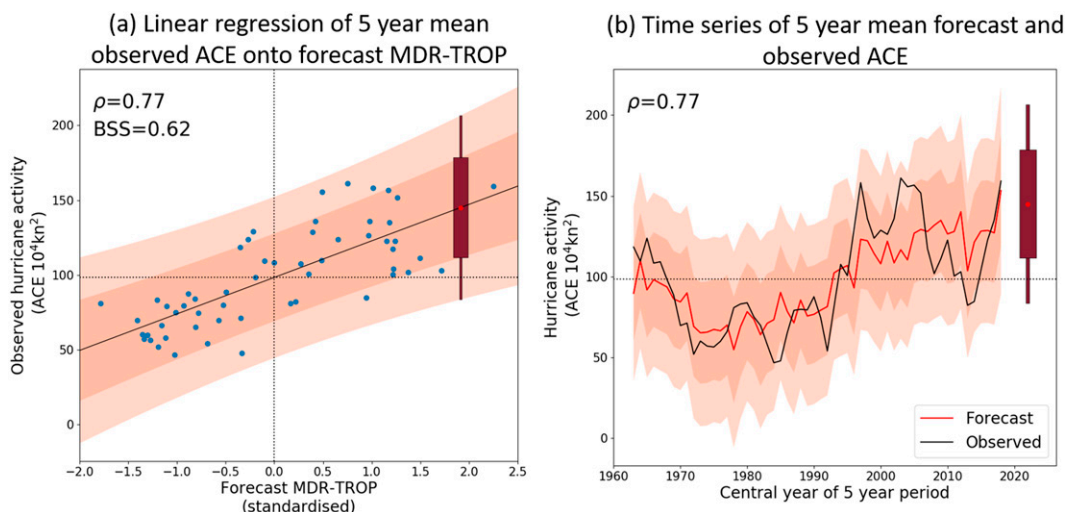 (a) Linear regression of 5 year mean
observed ACE onto forecast MDR-TROP
ρ=0.77
BSS=0.62
Observed hurricane activity
(ACE 10⁴kn²)
200
150
100
50
0
−2.0 −1.5 −1.0 −0.5 0.0 0.5 1.0 1.5 2.0 2.5
Forecast MDR-TROP
(standardised)
(b) Time series of 5 year mean forecast and
observed ACE
ρ=0.77
Hurricane activity
(ACE 10⁴kn²)
200
150
100
50
0
Forecast
Observed
1960 1970 1980 1990 2000 2010 2020
Central year of 5 year period